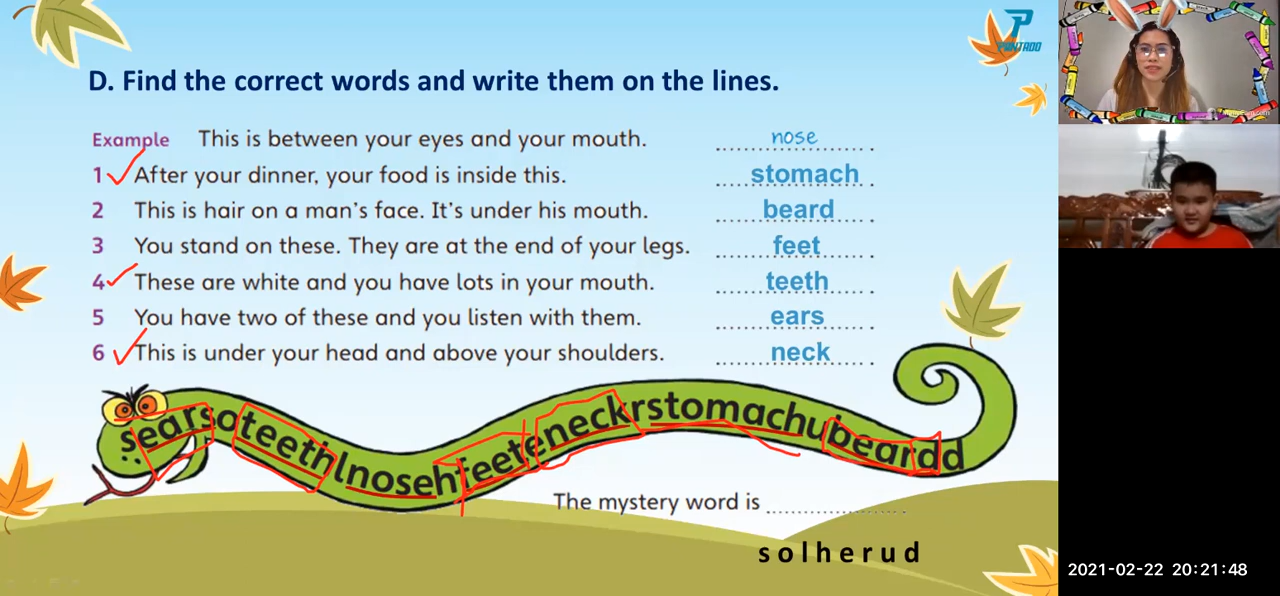 PANTADO
D. Find the correct words and write them on the lines.
Example This is between your eyes and your mouth. nose
1 After your dinner, your food is inside this. stomach
2 This is hair on a man's face. It's under his mouth. beard
3 You stand on these. They are at the end of your legs. feet
4 These are white and you have lots in your mouth. teeth
5 You have two of these and you listen with them. ears
6 This is under your head and above your shoulders. neck
searsoteethlnosehfeeteneckrstomachubeardd
The mystery word is
s o l h e r u d
2021-02-22 20:21:48